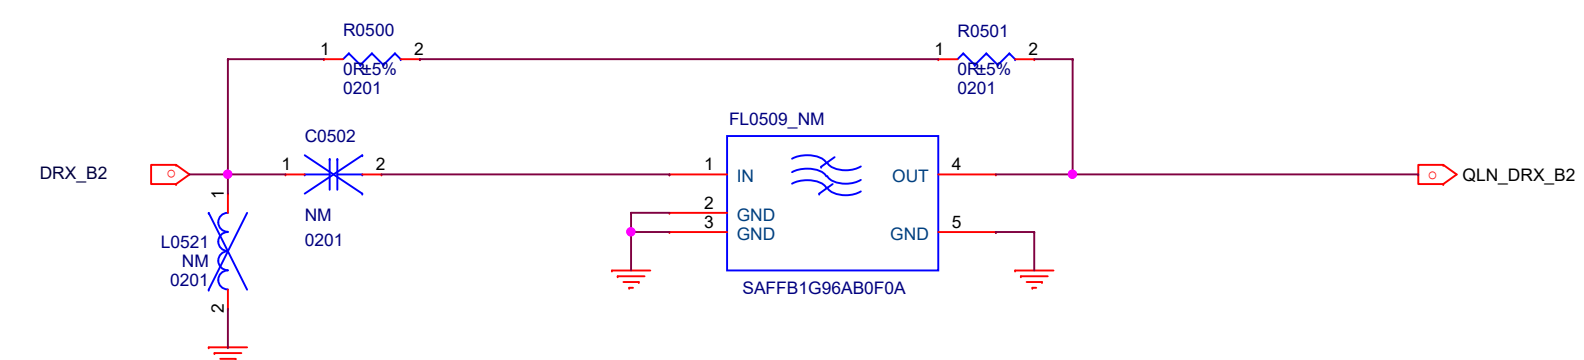 R0500
1 2
0R±5%
0201
R0501
1 2
0R±5%
0201
DRX_B2
C0502
1 2
NM
0201
1
L0521
NM
0201
2
FL0509_NM
1 IN
2 GND
3 GND
OUT 4
GND 5
SAFFB1G96AB0F0A
QLN_DRX_B2